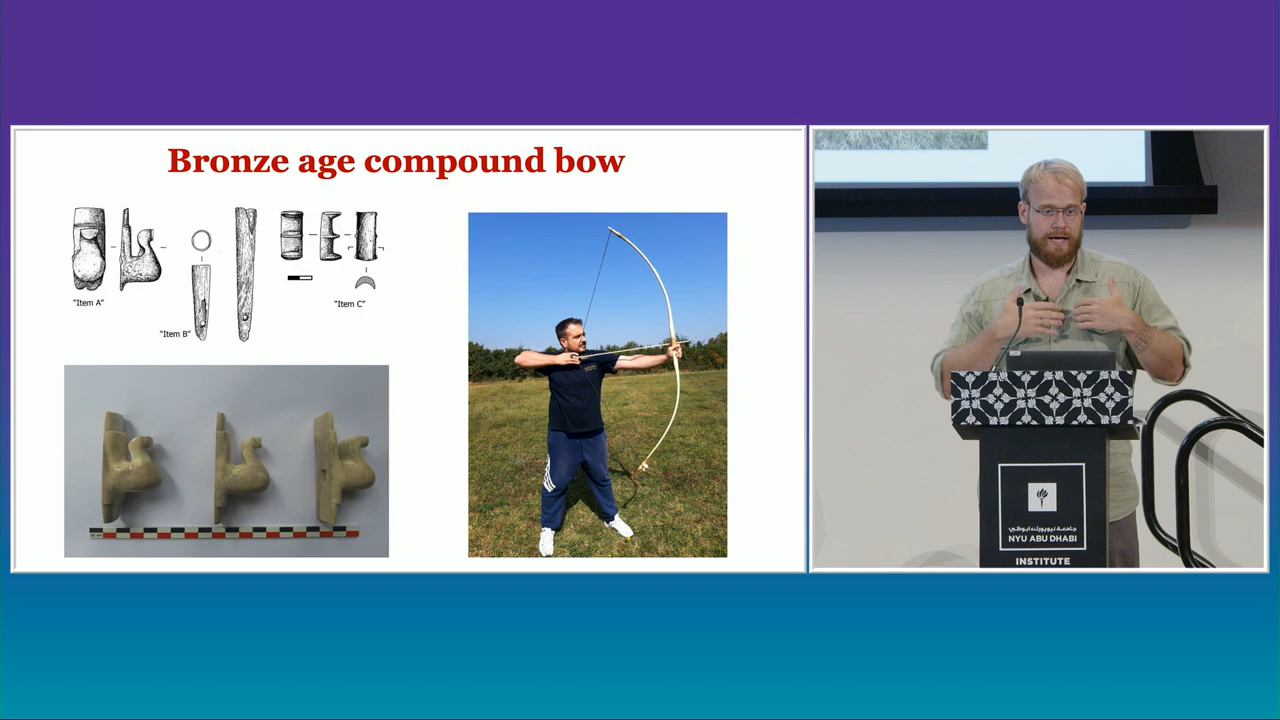 Bronze age compound bow
"Item A"
"Item B"
"Item C"
جامعة نيويورك أبوظبي
NYU ABU DHABI
INSTITUTE